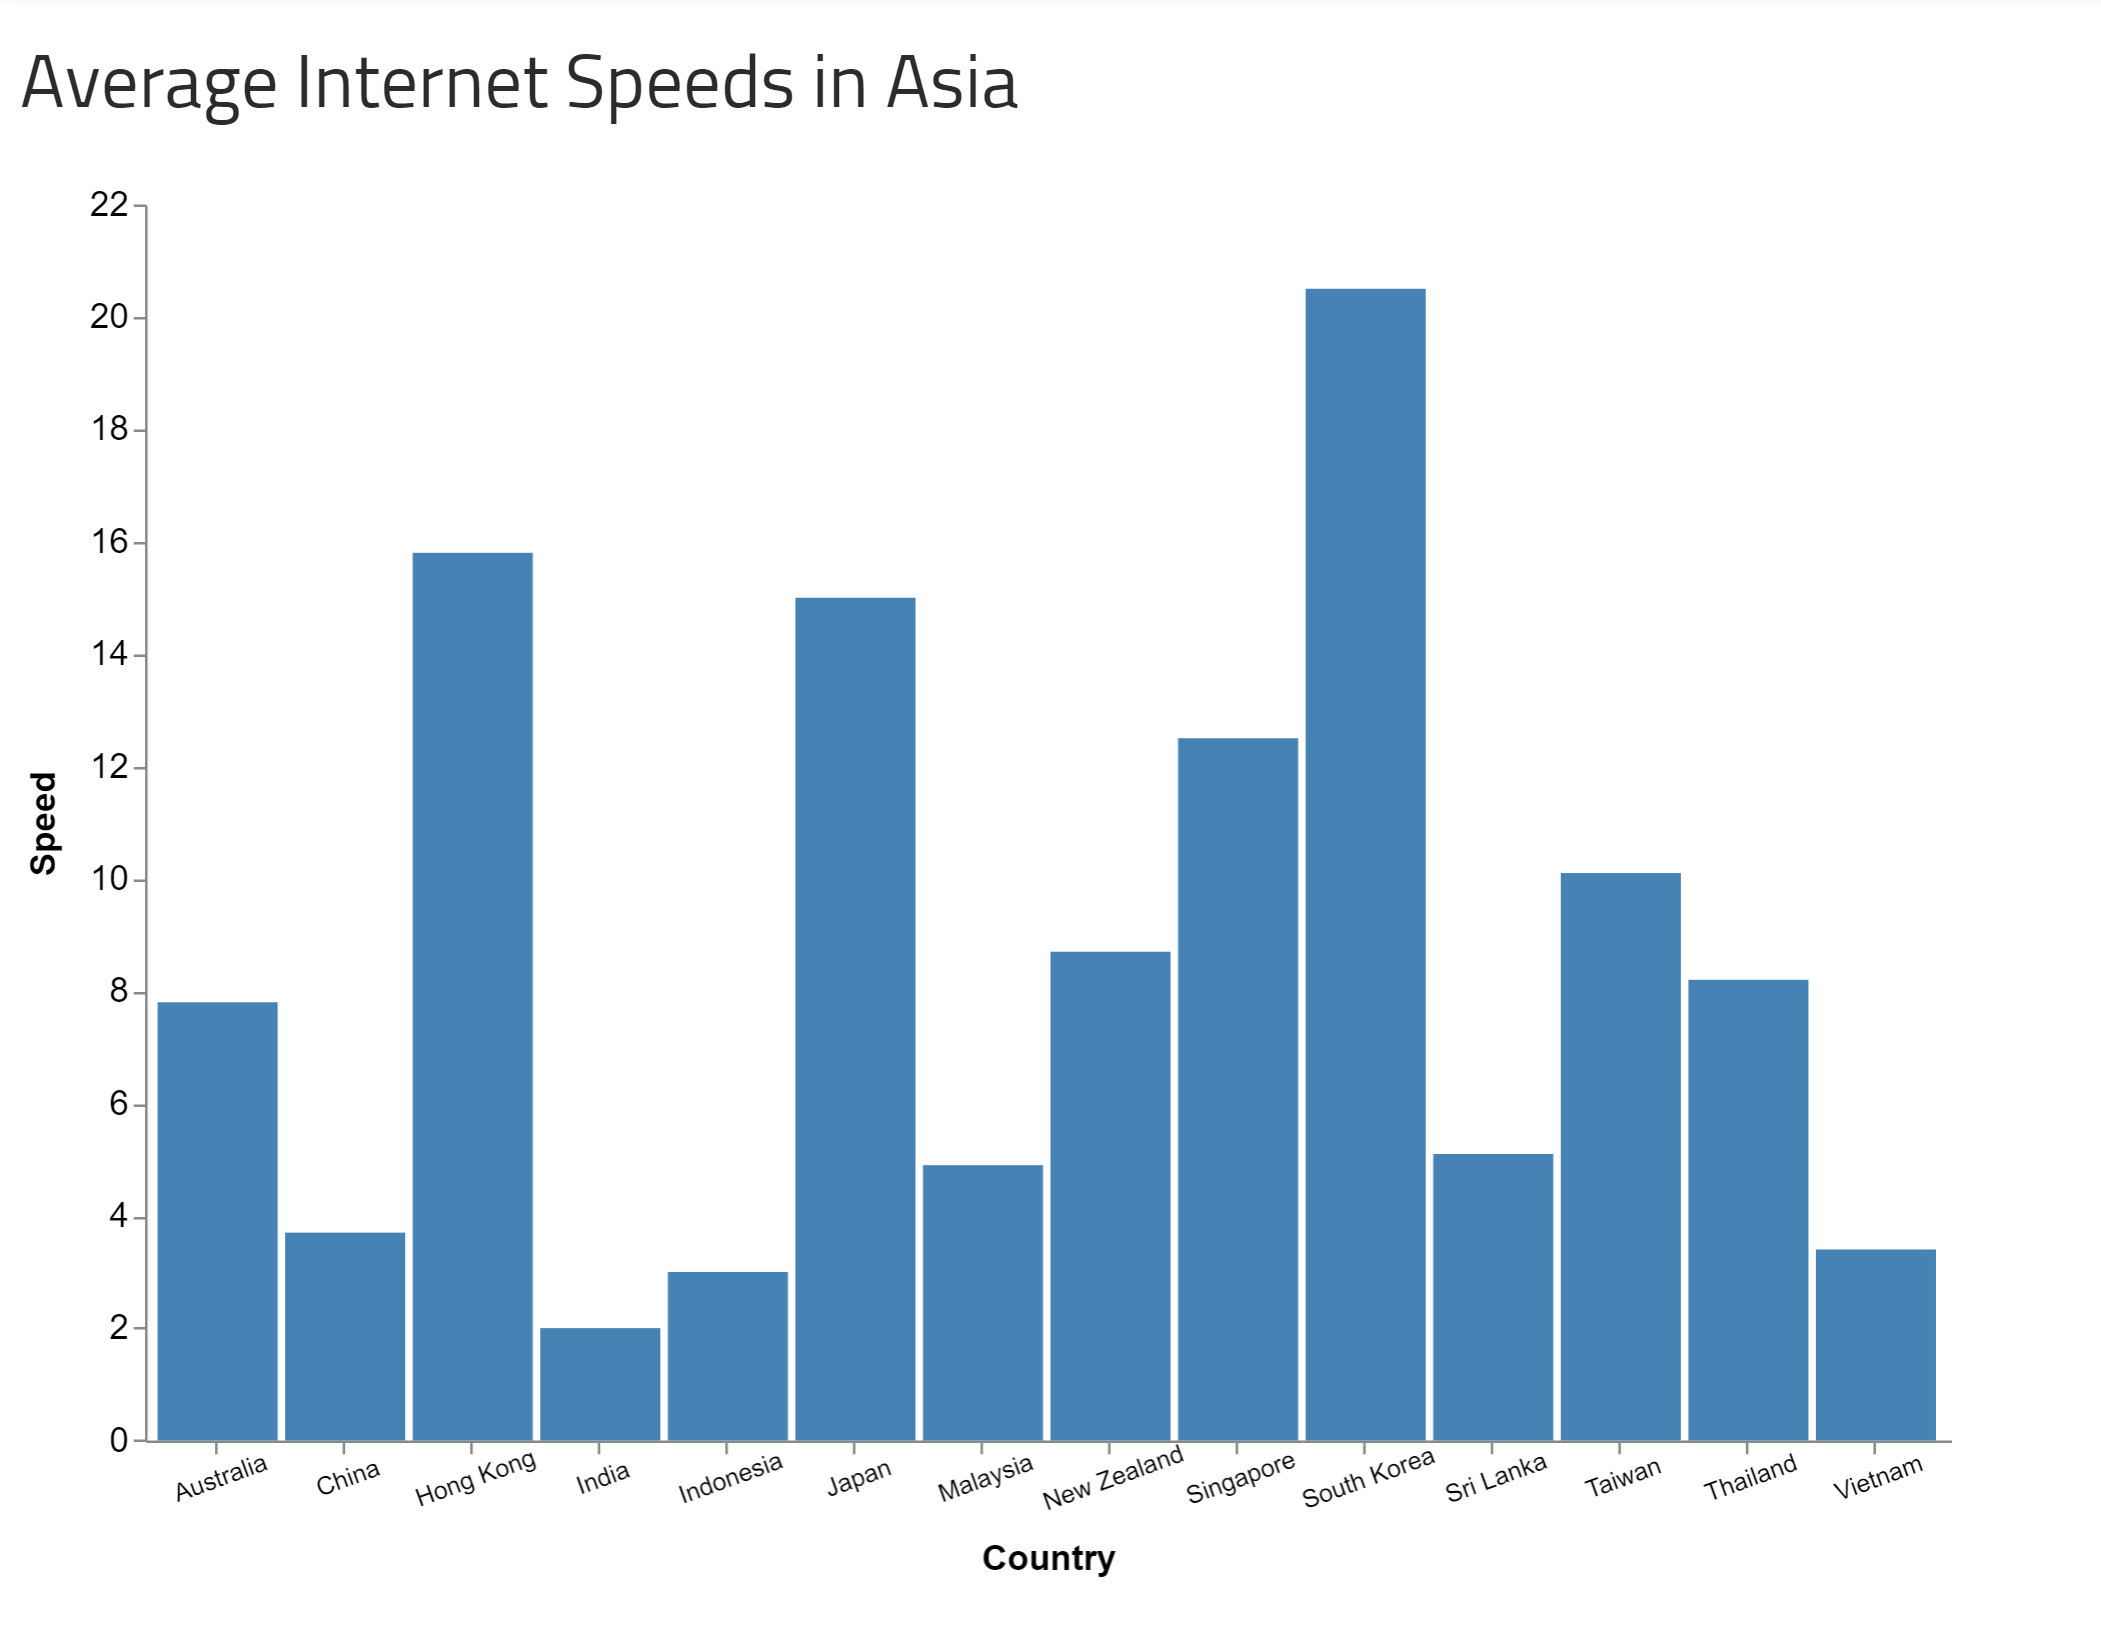 Average Internet Speeds in Asia
22
20
18
16
14
12
10
8
6
4
2
0
Speed
Australia
China
Hong Kong
India
Indonesia
Japan
Malaysia
New Zealand
Singapore
South Korea
Sri Lanka
Taiwan
Thailand
Vietnam
Country